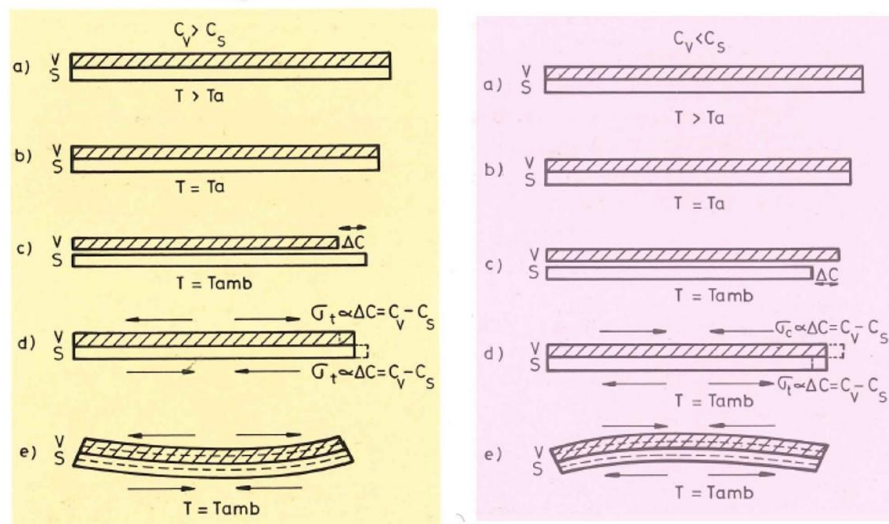 C_V > C_S
a) V
S
T > Ta
b) V
S
T = Ta
c) V
S
ΔC
T = Tamb
σ_t ∝ ΔC = C_V - C_S
d) V
S
σ_t ∝ ΔC = C_V - C_S
T = Tamb
e) V
S
T = Tamb
C_V < C_S
a) V
S
T > Ta
b) V
S
T = Ta
c) V
S
ΔC
T = Tamb
σ_c ∝ ΔC = C_V - C_S
d) V
S
σ_t ∝ ΔC = C_V - C_S
T = Tamb
e) V
S
T = Tamb